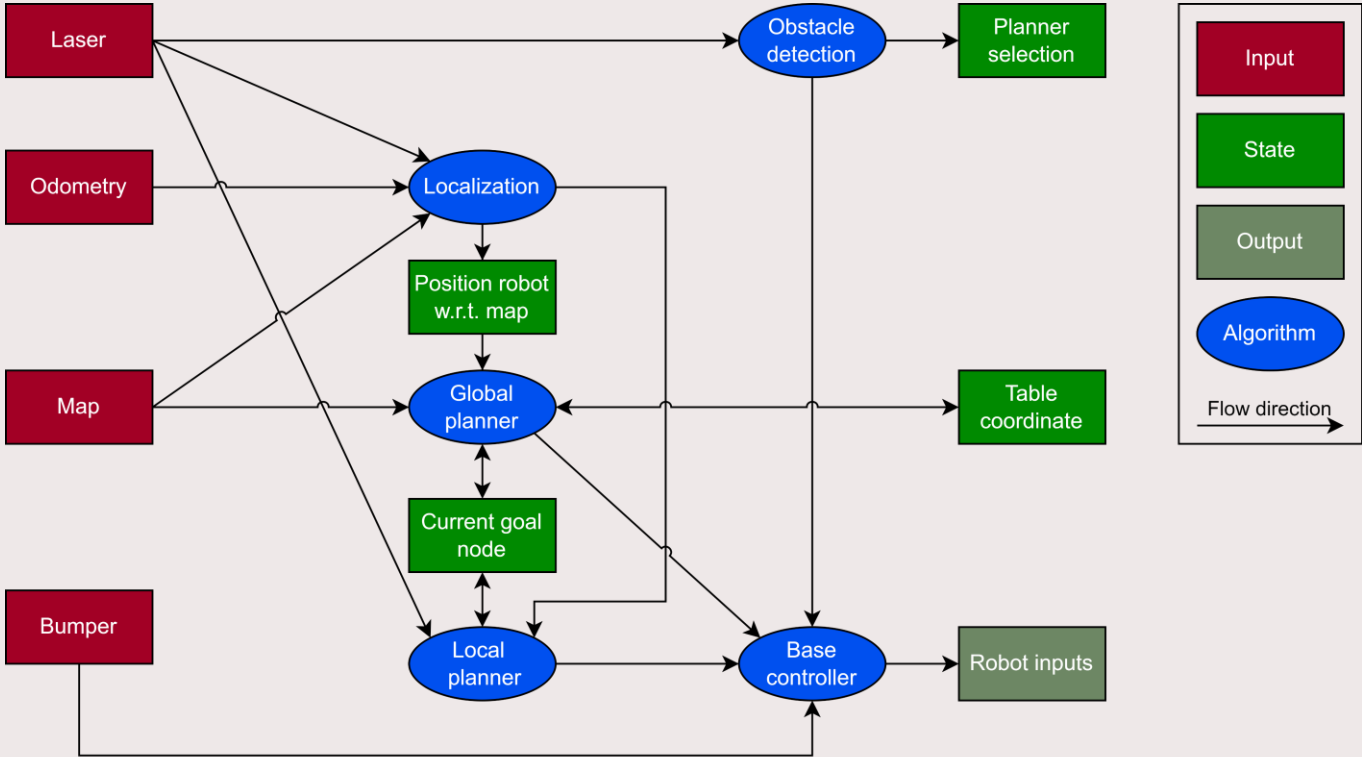 Laser
Obstacle
detection
Planner
selection
Input
Odometry
Localization
State
Position robot
w.r.t. map
Output
Algorithm
Map
Global
planner
Table
coordinate
Flow direction
Current goal
node
Bumper
Local
planner
Base
controller
Robot inputs